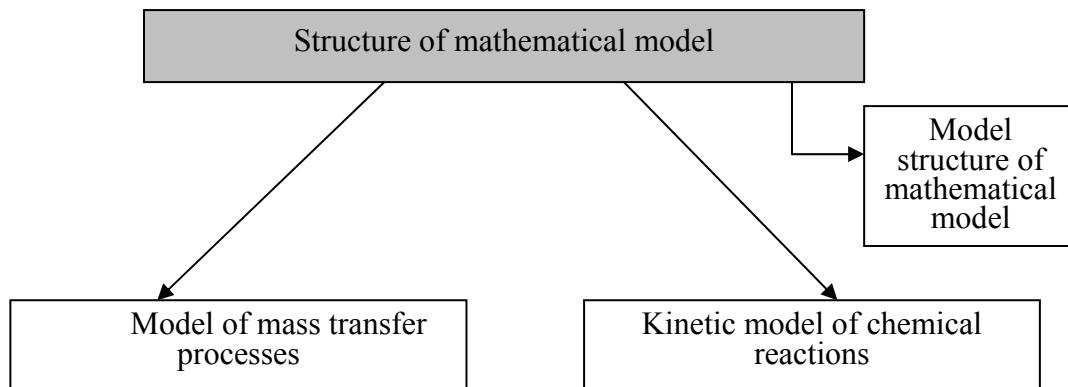 Structure of mathematical model
Model
structure of
mathematical
model
Model of mass transfer
processes
Kinetic model of chemical
reactions